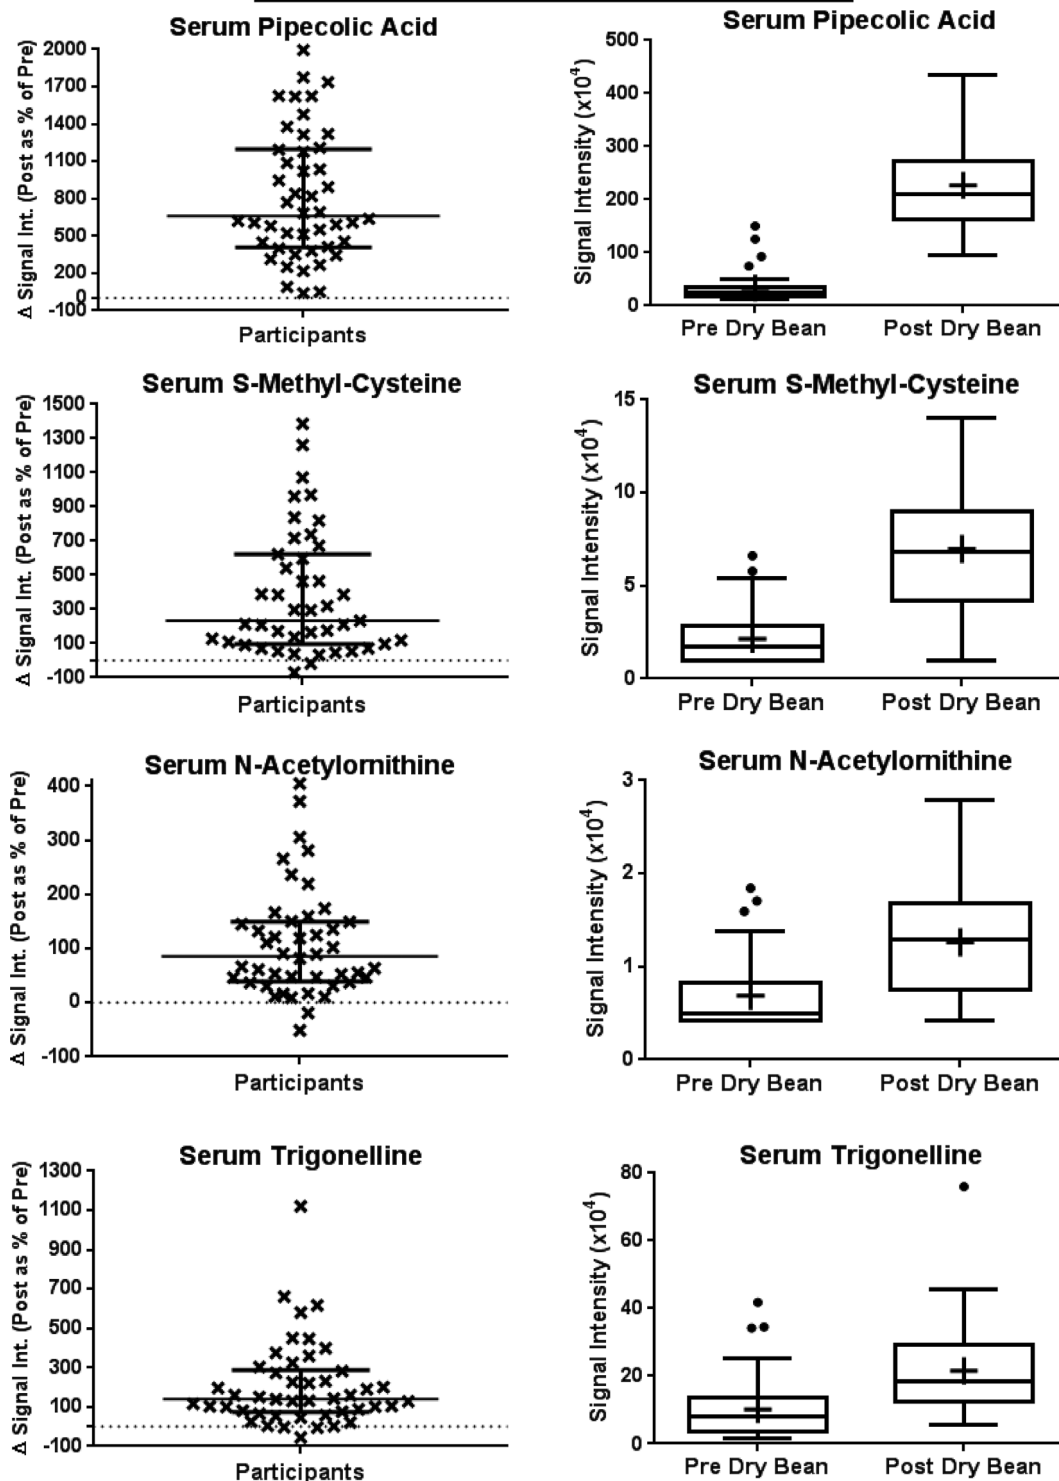 Serum Pipecolic Acid
Δ Signal Int. (Post as % of Pre)
2000
1700
1400
1100
800
500
200
0
-100
Participants
Serum Pipecolic Acid
Signal Intensity (x10⁴)
500
400
300
200
100
0
Pre Dry Bean Post Dry Bean
Serum S-Methyl-Cysteine
Δ Signal Int. (Post as % of Pre)
1500
1300
1100
900
700
500
300
100
-100
Participants
Serum S-Methyl-Cysteine
Signal Intensity (x10⁴)
15
10
5
0
Pre Dry Bean Post Dry Bean
Serum N-Acetylornithine
Δ Signal Int. (Post as % of Pre)
400
300
200
100
0
-100
Participants
Serum N-Acetylornithine
Signal Intensity (x10⁴)
3
2
1
0
Pre Dry Bean Post Dry Bean
Serum Trigonelline
Δ Signal Int. (Post as % of Pre)
1300
1100
900
700
500
300
100
-100
Participants
Serum Trigonelline
Signal Intensity (x10⁴)
80
60
40
20
0
Pre Dry Bean Post Dry Bean